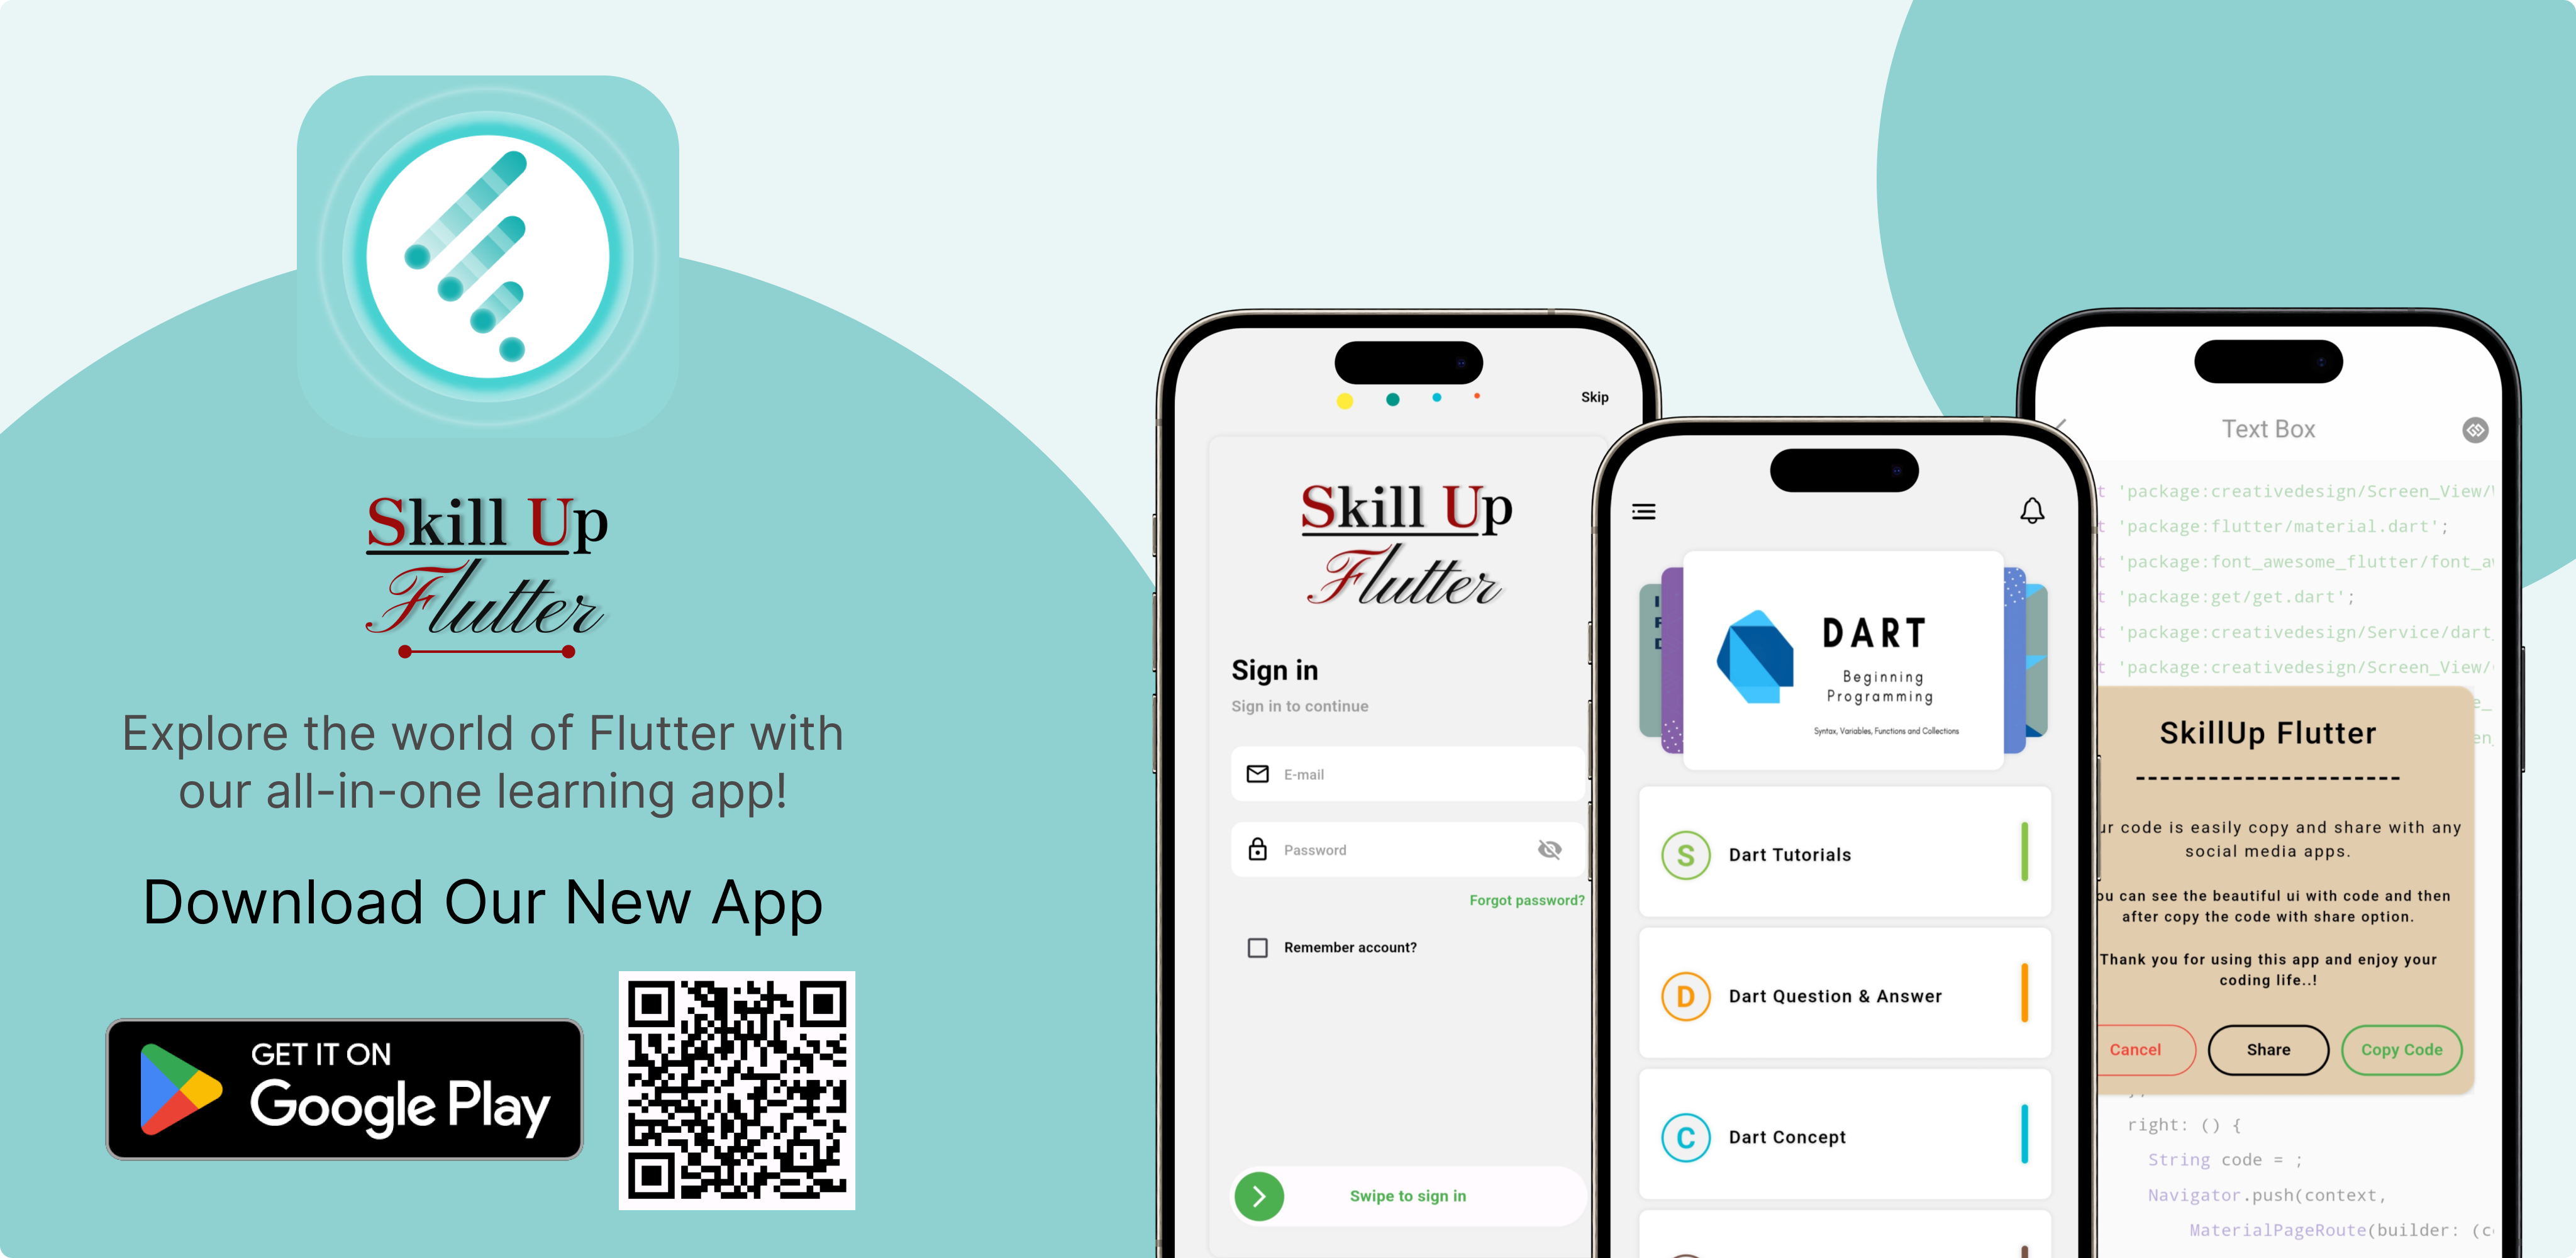 Skill Up
Flutter
Explore the world of Flutter with
our all-in-one learning app!
Download Our New App
GET IT ON
Google Play
Skip
Skill Up
Flutter
Sign in
Sign in to continue
E-mail
Password
Forgot password?
Remember account?
Swipe to sign in
DART
Beginning
Programming
Syntax, Variables, Functions and Collections
S
Dart Tutorials
D
Dart Question & Answer
C
Dart Concept
Text Box
'package:creativedesign/Screen_View/
'package:flutter/material.dart';
'package:font_awesome_flutter/font_
'package:get/get.dart';
'package:creativedesign/Service/dart_
'package:creativedesign/Screen_View/
SkillUp Flutter
--------------------------
code is easily copy and share with any
social media apps.
can see the beautiful ui with code and then
after copy the code with share option.
Thank you for using this app and enjoy your
coding life..!
Cancel
Share
Copy Code
right: () {
String code = ;
Navigator.push(context,
MaterialPageRoute(builder: (